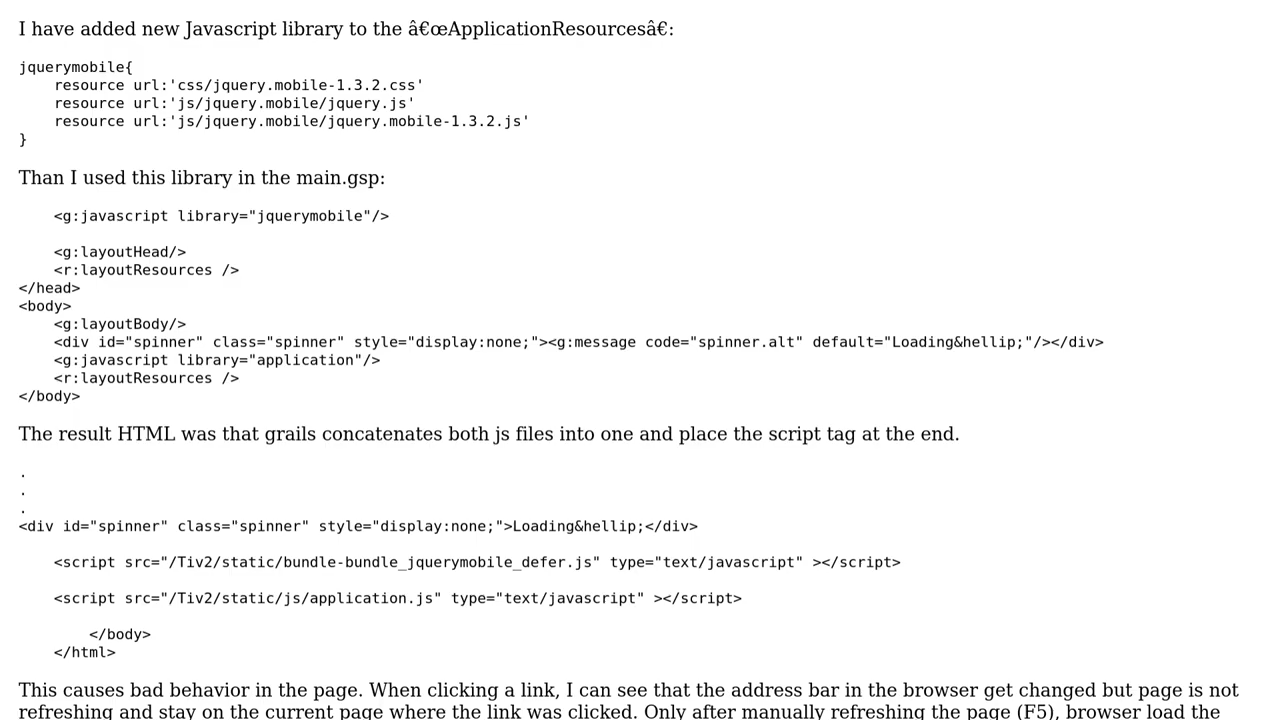 I have added new Javascript library to the â€œApplicationResourcesâ€:
jquerymobile{
    resource url:'css/jquery.mobile-1.3.2.css'
    resource url:'js/jquery.mobile/jquery.js'
    resource url:'js/jquery.mobile/jquery.mobile-1.3.2.js'
}
Than I used this library in the main.gsp:
    <g:javascript library="jquerymobile"/>
    <g:layoutHead/>
    <r:layoutResources />
</head>
<body>
    <g:layoutBody/>
    <div id="spinner" class="spinner" style="display:none;"><g:message code="spinner.alt" default="Loading&hellip;"/></div>
    <g:javascript library="application"/>
    <r:layoutResources />
</body>
The result HTML was that grails concatenates both js files into one and place the script tag at the end.
.
.
.
<div id="spinner" class="spinner" style="display:none;">Loading&hellip;</div>
    <script src="/Tiv2/static/bundle-bundle_jquerymobile_defer.js" type="text/javascript" ></script>
    <script src="/Tiv2/static/js/application.js" type="text/javascript" ></script>
        </body>
    </html>
This causes bad behavior in the page. When clicking a link, I can see that the address bar in the browser get changed but page is not
refreshing and stay on the current page where the link was clicked. Only after manually refreshing the page (F5), browser load the